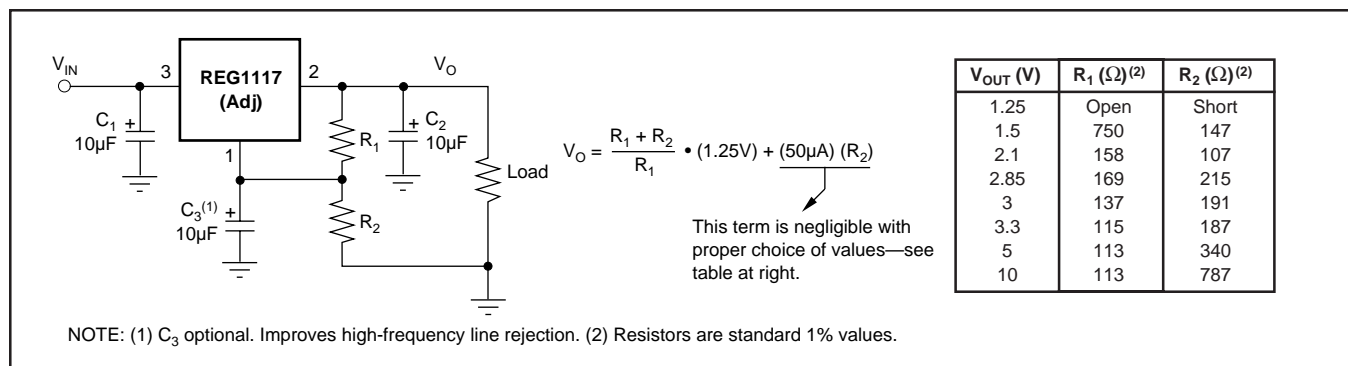 V_IN
3
REG1117
(Adj)
2
V_O
C_1
+
10µF
1
R_1
+
C_2
10µF
Load
C_3^(1)
+
10µF
R_2
V_O = (R_1 + R_2)/R_1 • (1.25V) + (50µA) (R_2)
This term is negligible with
proper choice of values—see
table at right.
V_OUT (V) R_1 (Ω)^(2) R_2 (Ω)^(2)
1.25 Open Short
1.5 750 147
2.1 158 107
2.85 169 215
3 137 191
3.3 115 187
5 113 340
10 113 787
NOTE: (1) C_3 optional. Improves high-frequency line rejection. (2) Resistors are standard 1% values.